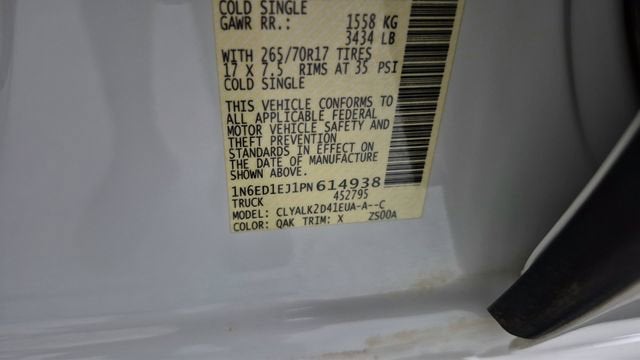 COLD SINGLE
GAWR RR.: 1558 KG
3434 LB
WITH 265/70R17 TIRES
17 X 7.5 RIMS AT 35 PSI
COLD SINGLE
THIS VEHICLE CONFORMS TO
ALL APPLICABLE FEDERAL
MOTOR VEHICLE SAFETY AND
THEFT PREVENTION
STANDARDS IN EFFECT ON
THE DATE OF MANUFACTURE
SHOWN ABOVE.
1N6ED1EJ1PN614938
TRUCK 452795
MODEL: CLYALK2D41EUA-A--C
COLOR: QAK TRIM: X ZS00A